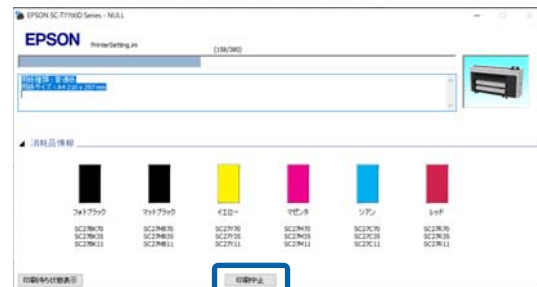 EPSON SC-T7700D Series - NULL
EPSON PrinterSetting.ini (198/380)
用紙種類 : 普通紙
用紙サイズ : A4 210 x 297 mm
消耗品情報
フォトブラック マットブラック イエロー マゼンタ シアン レッド
SC27BK70 SC27MB70 SC27Y70 SC27M70 SC27C70 SC27R70
SC27BK35 SC27MB35 SC27Y35 SC27M35 SC27C35 SC27R35
SC27BK11 SC27MB11 SC27Y11 SC27M11 SC27C11 SC27R11
印刷待ち状態表示 印刷中止